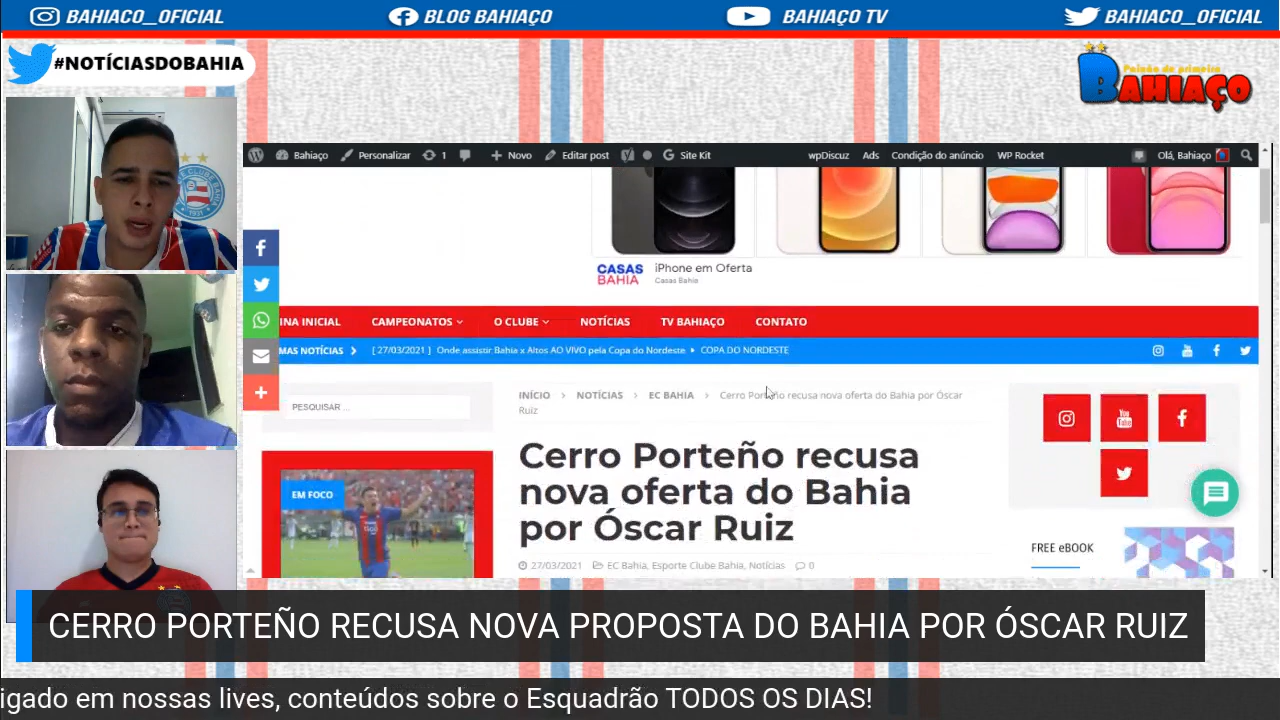 BAHIACO_OFICIAL
BLOG BAHIAÇO
BAHIAÇO TV
BAHIACO_OFICIAL
#NOTÍCIASDOBAHIA
Paixão de primeira
BAHIAÇO
Bahiaço Personalizar 1 Novo Editar post Site Kit wpDiscuz Ads Condição do anúncio WP Rocket Olá, Bahiaço
CASAS
BAHIA
iPhone em Oferta
Casas Bahia
INA INICIAL CAMPEONATOS O CLUBE NOTÍCIAS TV BAHIAÇO CONTATO
MAS NOTÍCIAS [ 27/03/2021 ] Onde assistir Bahia x Altos AO VIVO pela Copa do Nordeste COPA DO NORDESTE
PESQUISAR ...
INÍCIO > NOTÍCIAS > EC BAHIA > Cerro Porteño recusa nova oferta do Bahia por Óscar
Ruiz
EM FOCO
Cerro Porteño recusa
nova oferta do Bahia
por Óscar Ruiz
27/03/2021 EC Bahia, Esporte Clube Bahia, Notícias 0
You
Tube
FREE eBOOK
CERRO PORTEÑO RECUSA NOVA PROPOSTA DO BAHIA POR ÓSCAR RUIZ
igado em nossas lives, conteúdos sobre o Esquadrão TODOS OS DIAS!